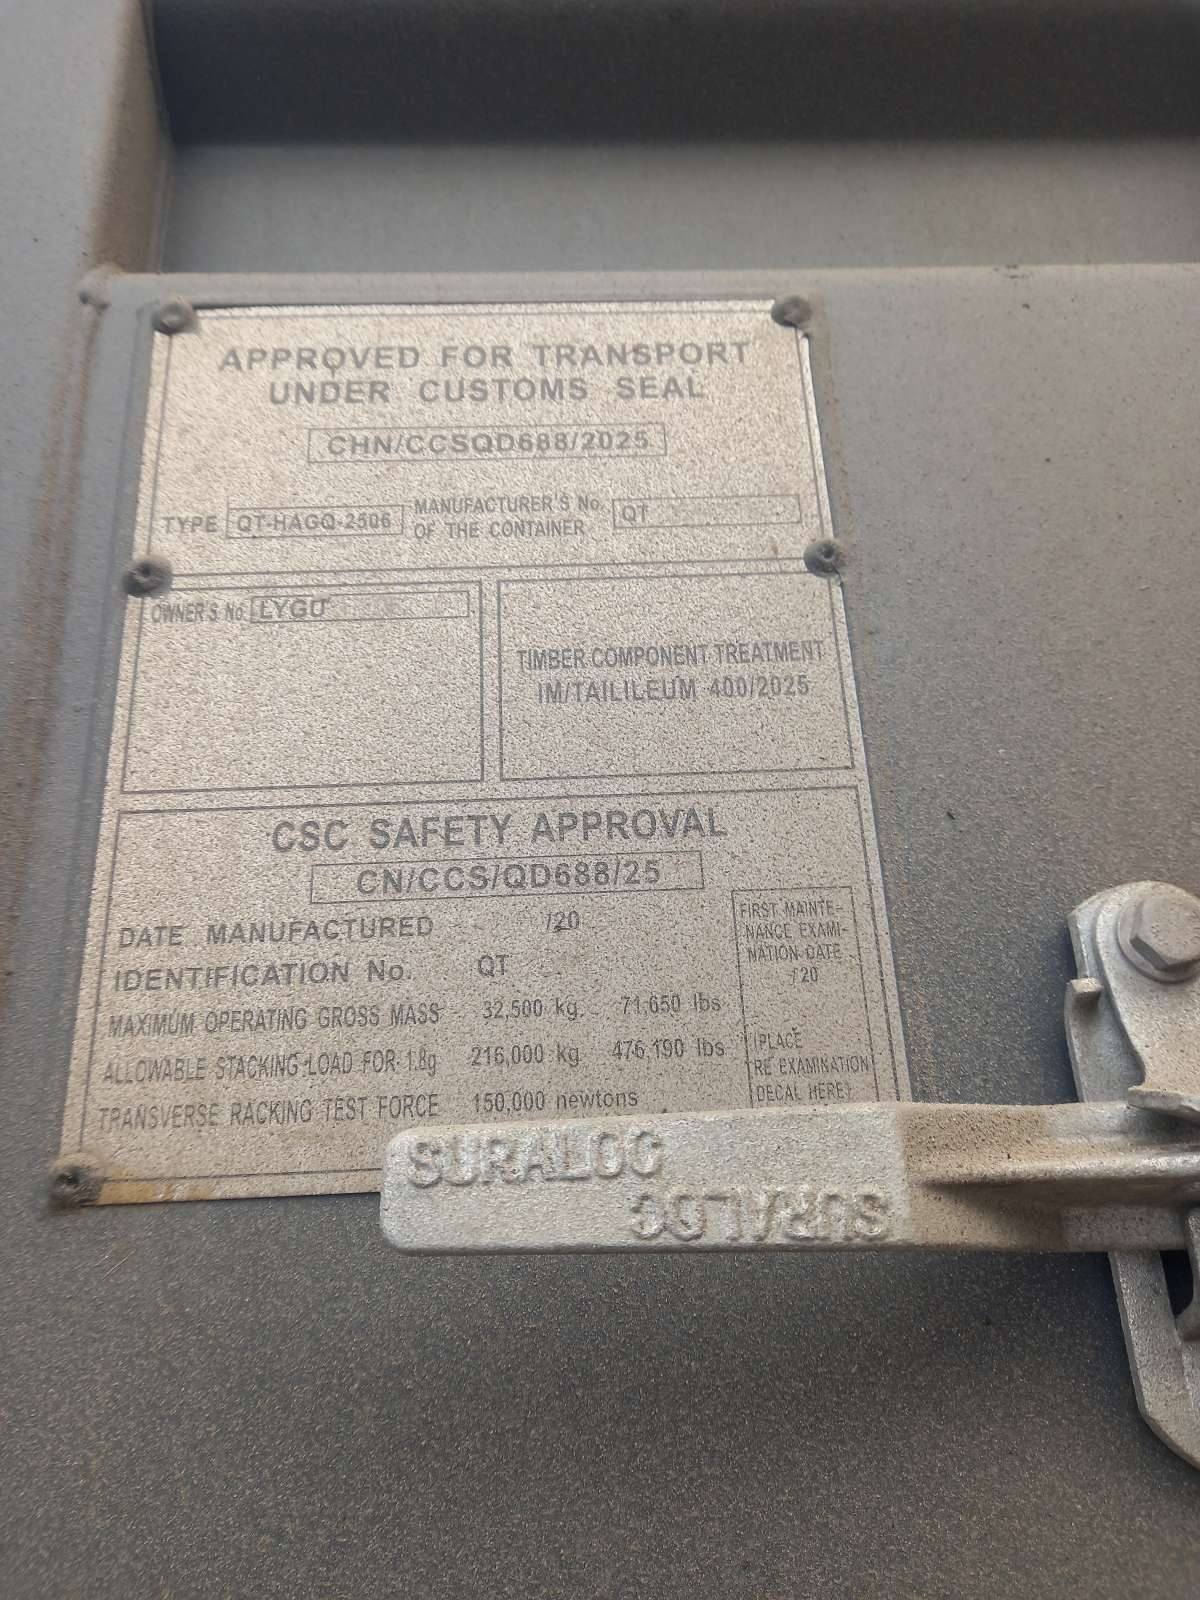 APPROVED FOR TRANSPORT
UNDER CUSTOMS SEAL
CHN/CCSQD688/2025
TYPE QT-HAGQ-2506 MANUFACTURER'S No. OF THE CONTAINER QT
OWNER'S No. LYGU
TIMBER COMPONENT TREATMENT
IM/TAILILEUM 400/2025
CSC SAFETY APPROVAL
CN/CCS/QD688/25
DATE MANUFACTURED /20
IDENTIFICATION No. QT
MAXIMUM OPERATING GROSS MASS 32,500 kg 71,650 lbs
ALLOWABLE STACKING LOAD FOR 1.8g 216,000 kg 476,190 lbs
TRANSVERSE RACKING TEST FORCE 150,000 newtons
FIRST MAINTE-
NANCE EXAMI-
NATION DATE
/20
(PLACE
RE EXAMINATION
DECAL HERE)
SURALOC
SURALOC